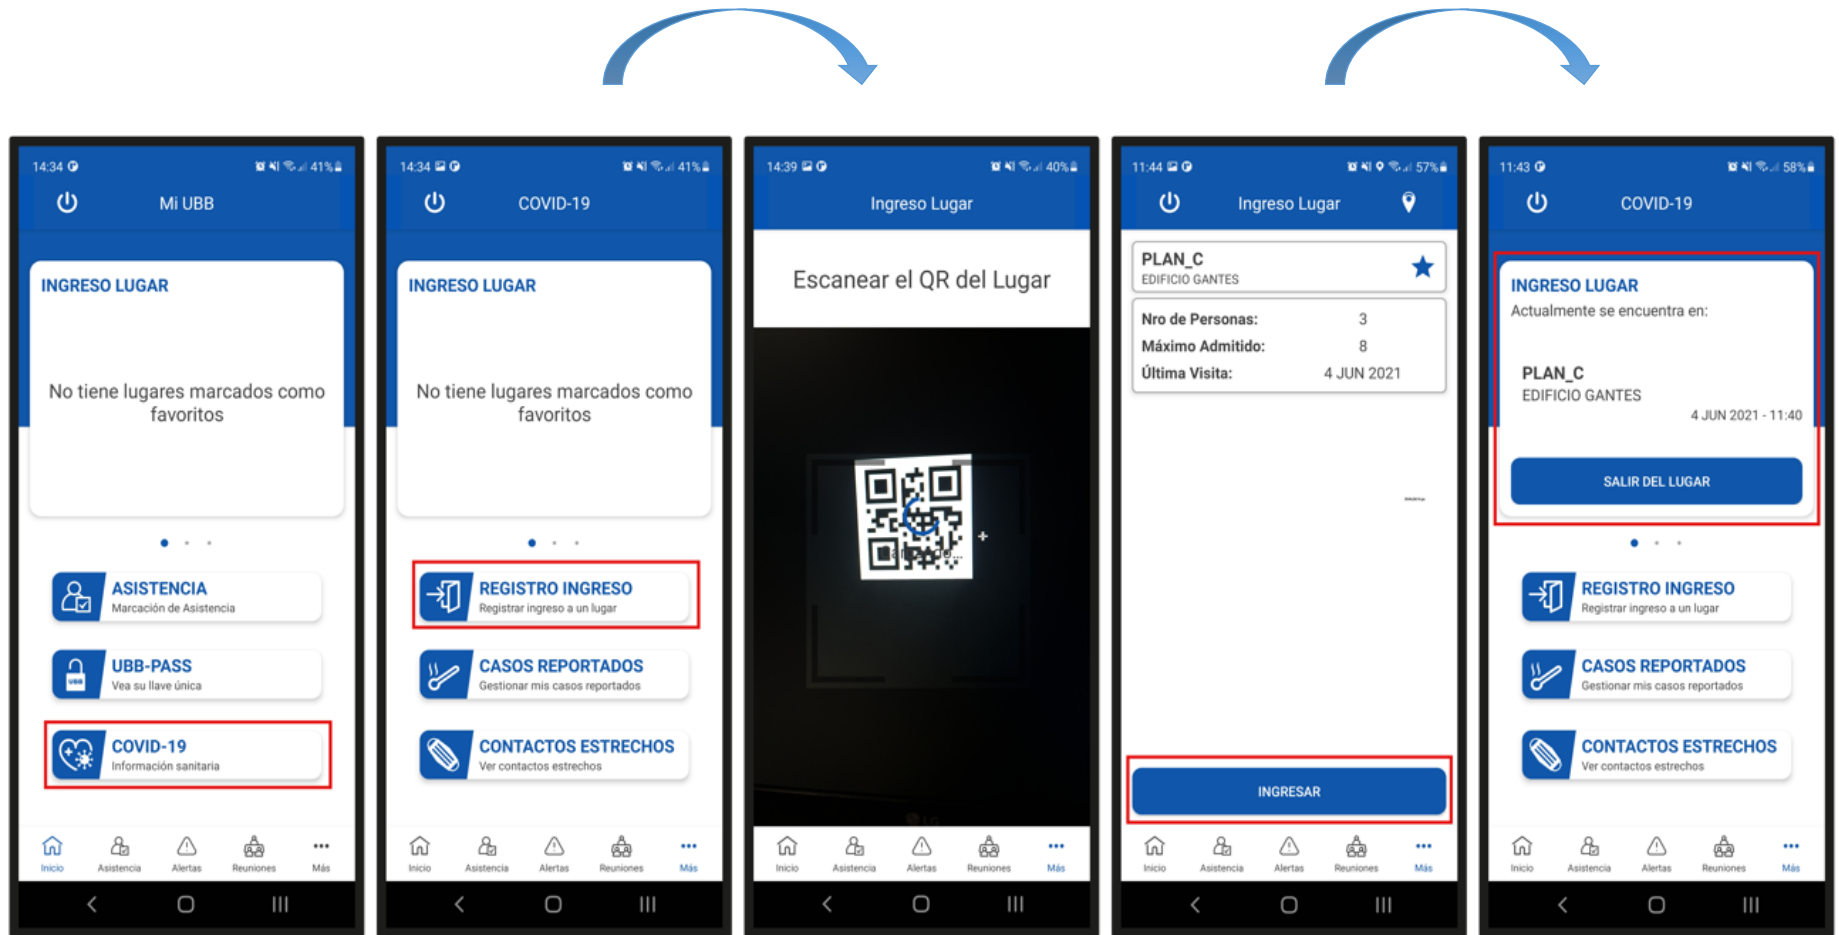 14:34
41%
Mi UBB
INGRESO LUGAR
No tiene lugares marcados como
favoritos
ASISTENCIA
Marcación de Asistencia
UBB-PASS
Vea su llave única
UBB
COVID-19
Información sanitaria
Inicio
Asistencia
Alertas
Reuniones
Más
14:34
41%
COVID-19
INGRESO LUGAR
No tiene lugares marcados como
favoritos
REGISTRO INGRESO
Registrar ingreso a un lugar
CASOS REPORTADOS
Gestionar mis casos reportados
CONTACTOS ESTRECHOS
Ver contactos estrechos
Inicio
Asistencia
Alertas
Reuniones
Más
14:39
40%
Ingreso Lugar
Escanear el QR del Lugar
LG
Inicio
Asistencia
Alertas
Reuniones
Más
11:44
57%
Ingreso Lugar
PLAN_C
EDIFICIO GANTES
Nro de Personas: 3
Máximo Admitido: 8
Última Visita: 4 JUN 2021
INGRESAR
Inicio
Asistencia
Alertas
Reuniones
Más
11:43
58%
COVID-19
INGRESO LUGAR
Actualmente se encuentra en:
PLAN_C
EDIFICIO GANTES
4 JUN 2021 - 11:40
SALIR DEL LUGAR
REGISTRO INGRESO
Registrar ingreso a un lugar
CASOS REPORTADOS
Gestionar mis casos reportados
CONTACTOS ESTRECHOS
Ver contactos estrechos
Inicio
Asistencia
Alertas
Reuniones
Más